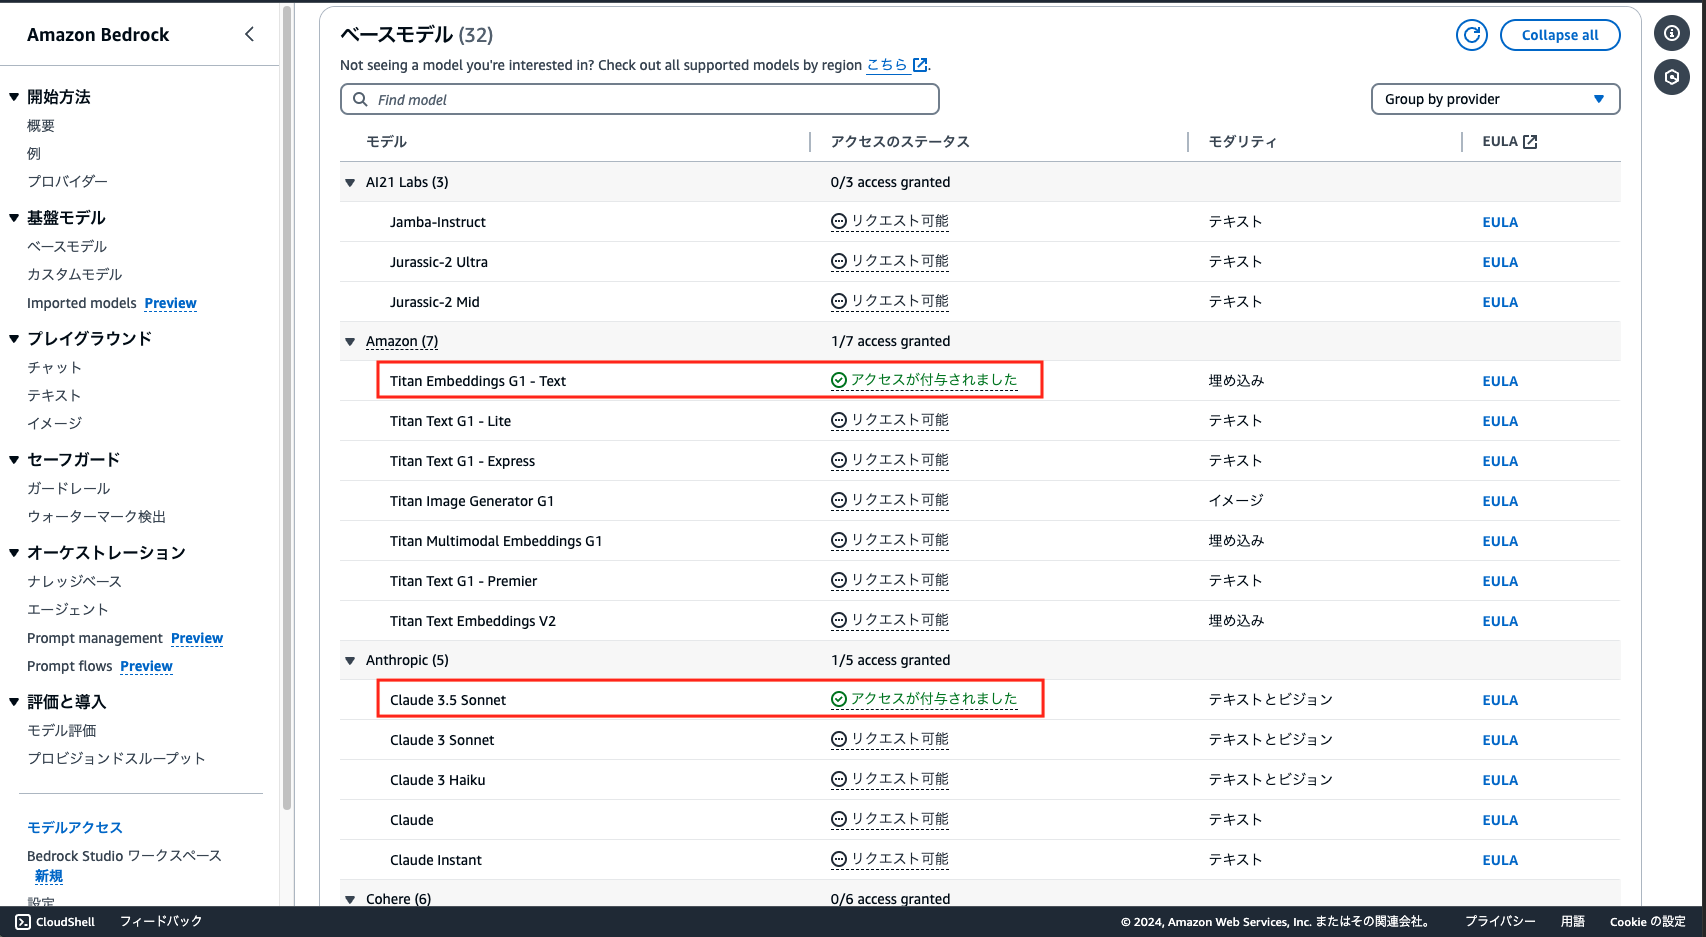 Amazon Bedrock
開始方法
概要
例
プロバイダー
基盤モデル
ベースモデル
カスタムモデル
Imported models Preview
プレイグラウンド
チャット
テキスト
イメージ
セーフガード
ガードレール
ウォーターマーク検出
オーケストレーション
ナレッジベース
エージェント
Prompt management Preview
Prompt flows Preview
評価と導入
モデル評価
プロビジョンドスループット
モデルアクセス
Bedrock Studio ワークスペース
新規
設定
ベースモデル (32)
Collapse all
Not seeing a model you're interested in? Check out all supported models by region こちら.
Find model
Group by provider
モデル アクセスのステータス モダリティ EULA
AI21 Labs (3) 0/3 access granted
Jamba-Instruct リクエスト可能 テキスト EULA
Jurassic-2 Ultra リクエスト可能 テキスト EULA
Jurassic-2 Mid リクエスト可能 テキスト EULA
Amazon (7) 1/7 access granted
Titan Embeddings G1 - Text アクセスが付与されました 埋め込み EULA
Titan Text G1 - Lite リクエスト可能 テキスト EULA
Titan Text G1 - Express リクエスト可能 テキスト EULA
Titan Image Generator G1 リクエスト可能 イメージ EULA
Titan Multimodal Embeddings G1 リクエスト可能 埋め込み EULA
Titan Text G1 - Premier リクエスト可能 テキスト EULA
Titan Text Embeddings V2 リクエスト可能 埋め込み EULA
Anthropic (5) 1/5 access granted
Claude 3.5 Sonnet アクセスが付与されました テキストとビジョン EULA
Claude 3 Sonnet リクエスト可能 テキストとビジョン EULA
Claude 3 Haiku リクエスト可能 テキストとビジョン EULA
Claude リクエスト可能 テキスト EULA
Claude Instant リクエスト可能 テキスト EULA
Cohere (6) 0/6 access granted
CloudShell フィードバック © 2024, Amazon Web Services, Inc. またはその関連会社。 プライバシー 用語 Cookie の設定